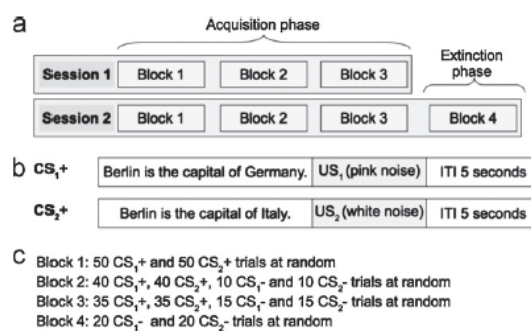 a
Acquisition phase
Extinction phase
Session 1 Block 1 Block 2 Block 3
Session 2 Block 1 Block 2 Block 3 Block 4
b
CS₁+ Berlin is the capital of Germany. US₁ (pink noise) ITI 5 seconds
CS₂+ Berlin is the capital of Italy. US₂ (white noise) ITI 5 seconds
c
Block 1: 50 CS₁+ and 50 CS₂+ trials at random
Block 2: 40 CS₁+, 40 CS₂+, 10 CS₁- and 10 CS₂- trials at random
Block 3: 35 CS₁+, 35 CS₂+, 15 CS₁- and 15 CS₂- trials at random
Block 4: 20 CS₁- and 20 CS₂- trials at random